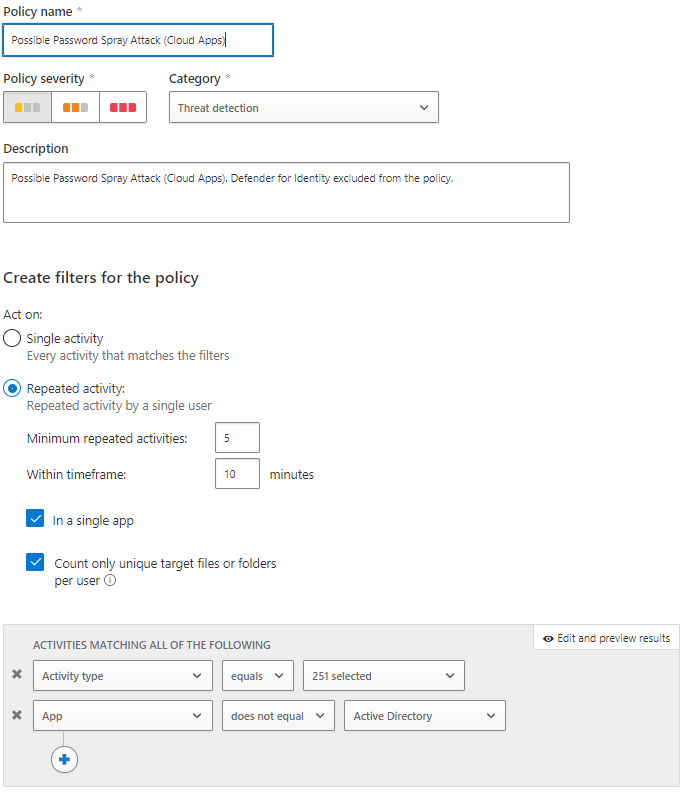 Policy name *
Possible Password Spray Attack (Cloud Apps)
Policy severity *
Category *
Threat detection
Description
Possible Password Spray Attack (Cloud Apps). Defender for Identity excluded from the policy.
Create filters for the policy
Act on:
Single activity
Every activity that matches the filters
Repeated activity:
Repeated activity by a single user
Minimum repeated activities: 5
Within timeframe: 10 minutes
In a single app
Count only unique target files or folders
per user
Edit and preview results
ACTIVITIES MATCHING ALL OF THE FOLLOWING
Activity type equals 251 selected
App does not equal Active Directory